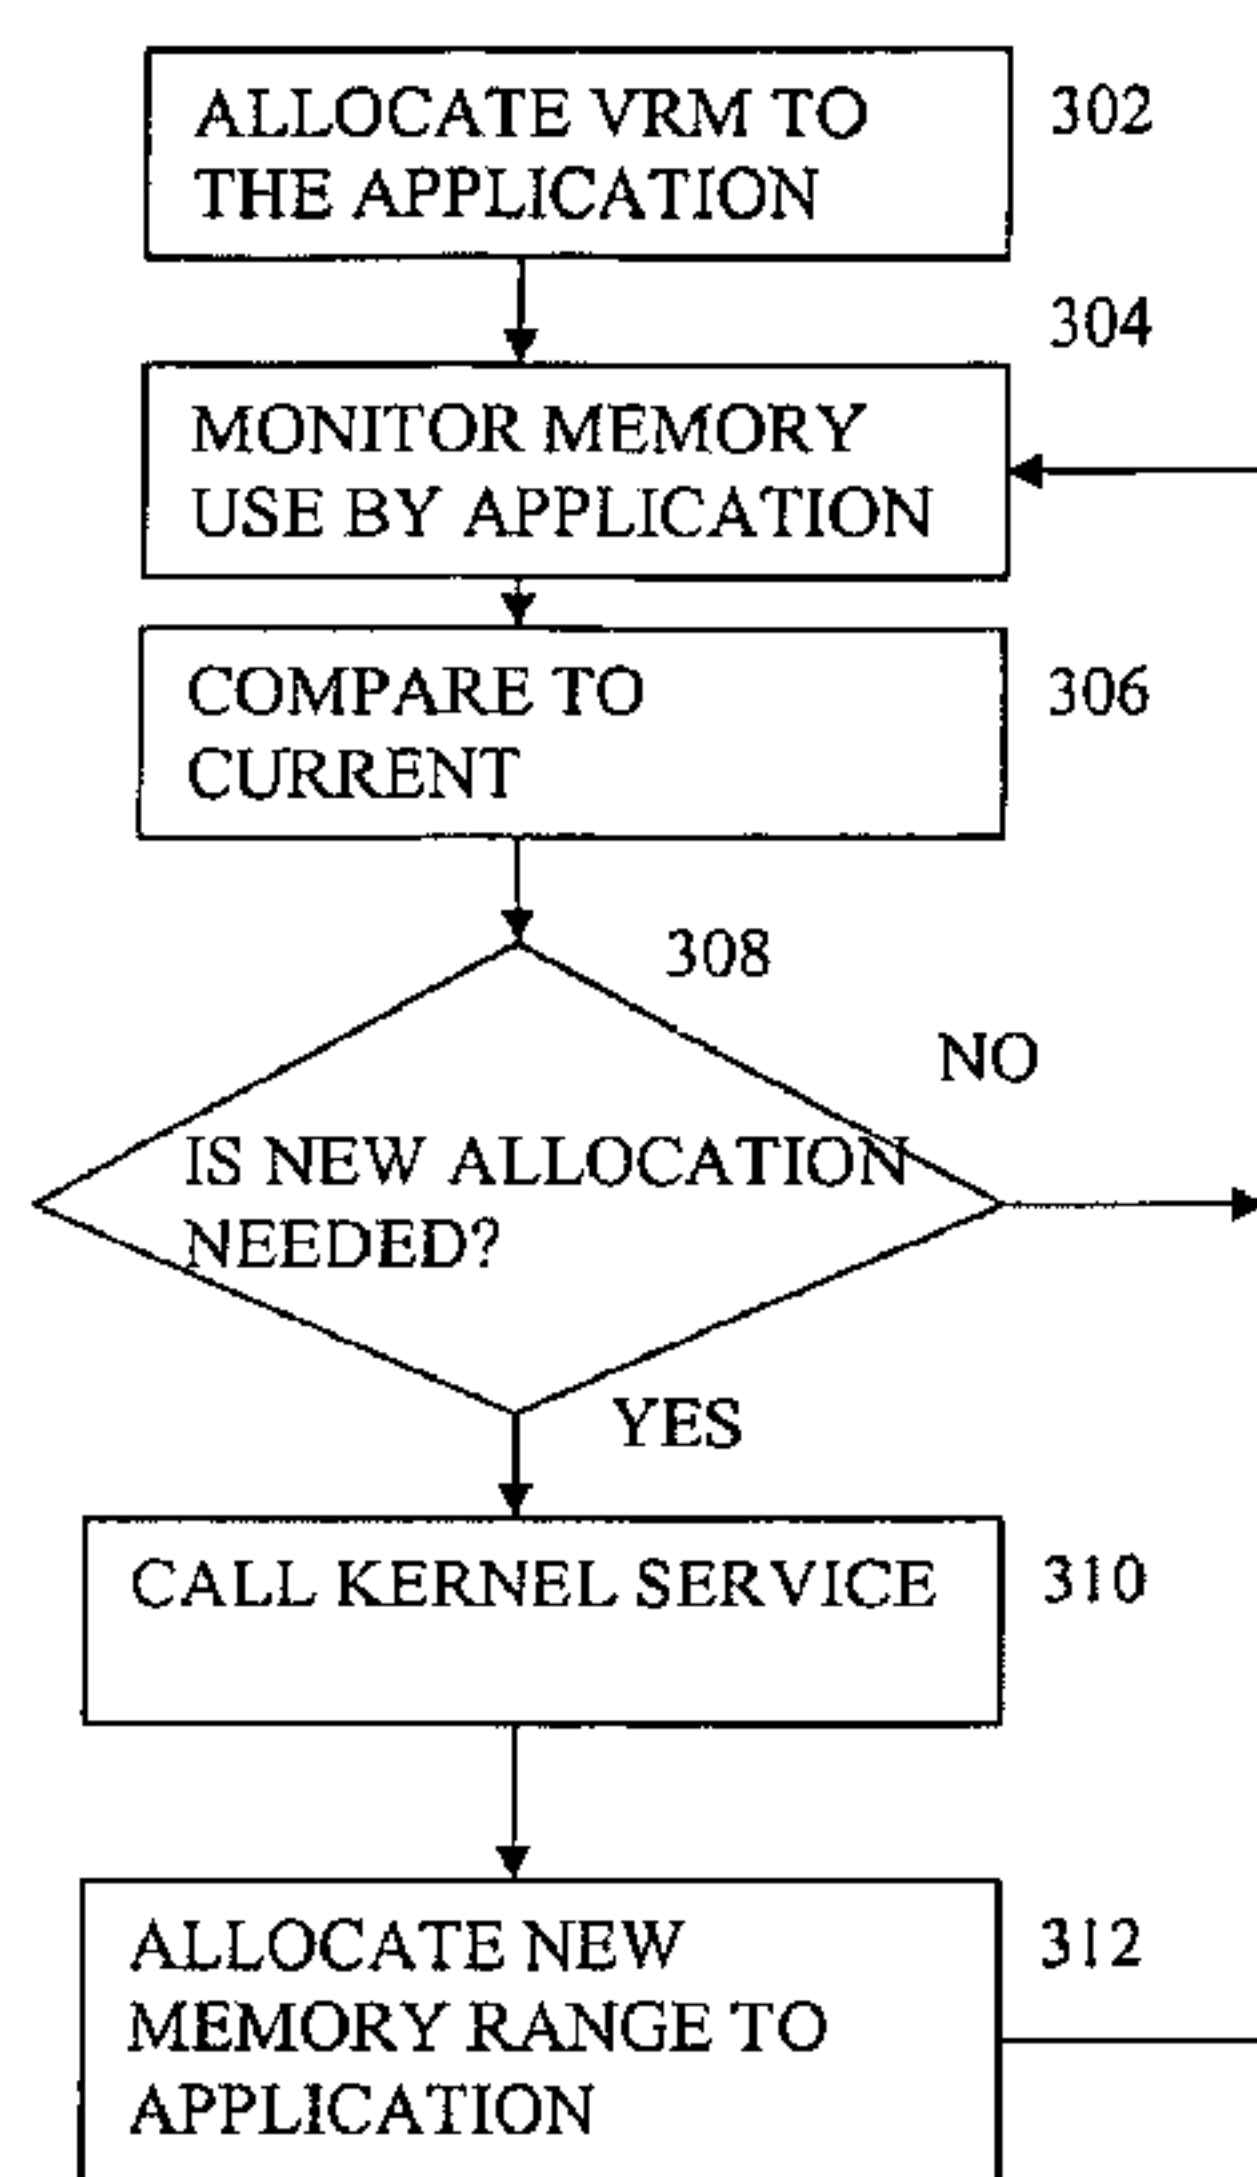 ALLOCATE VRM TO
THE APPLICATION
302
304
MONITOR MEMORY
USE BY APPLICATION
COMPARE TO
CURRENT
306
308
NO
IS NEW ALLOCATION
NEEDED?
YES
CALL KERNEL SERVICE
310
ALLOCATE NEW
MEMORY RANGE TO
APPLICATION
312